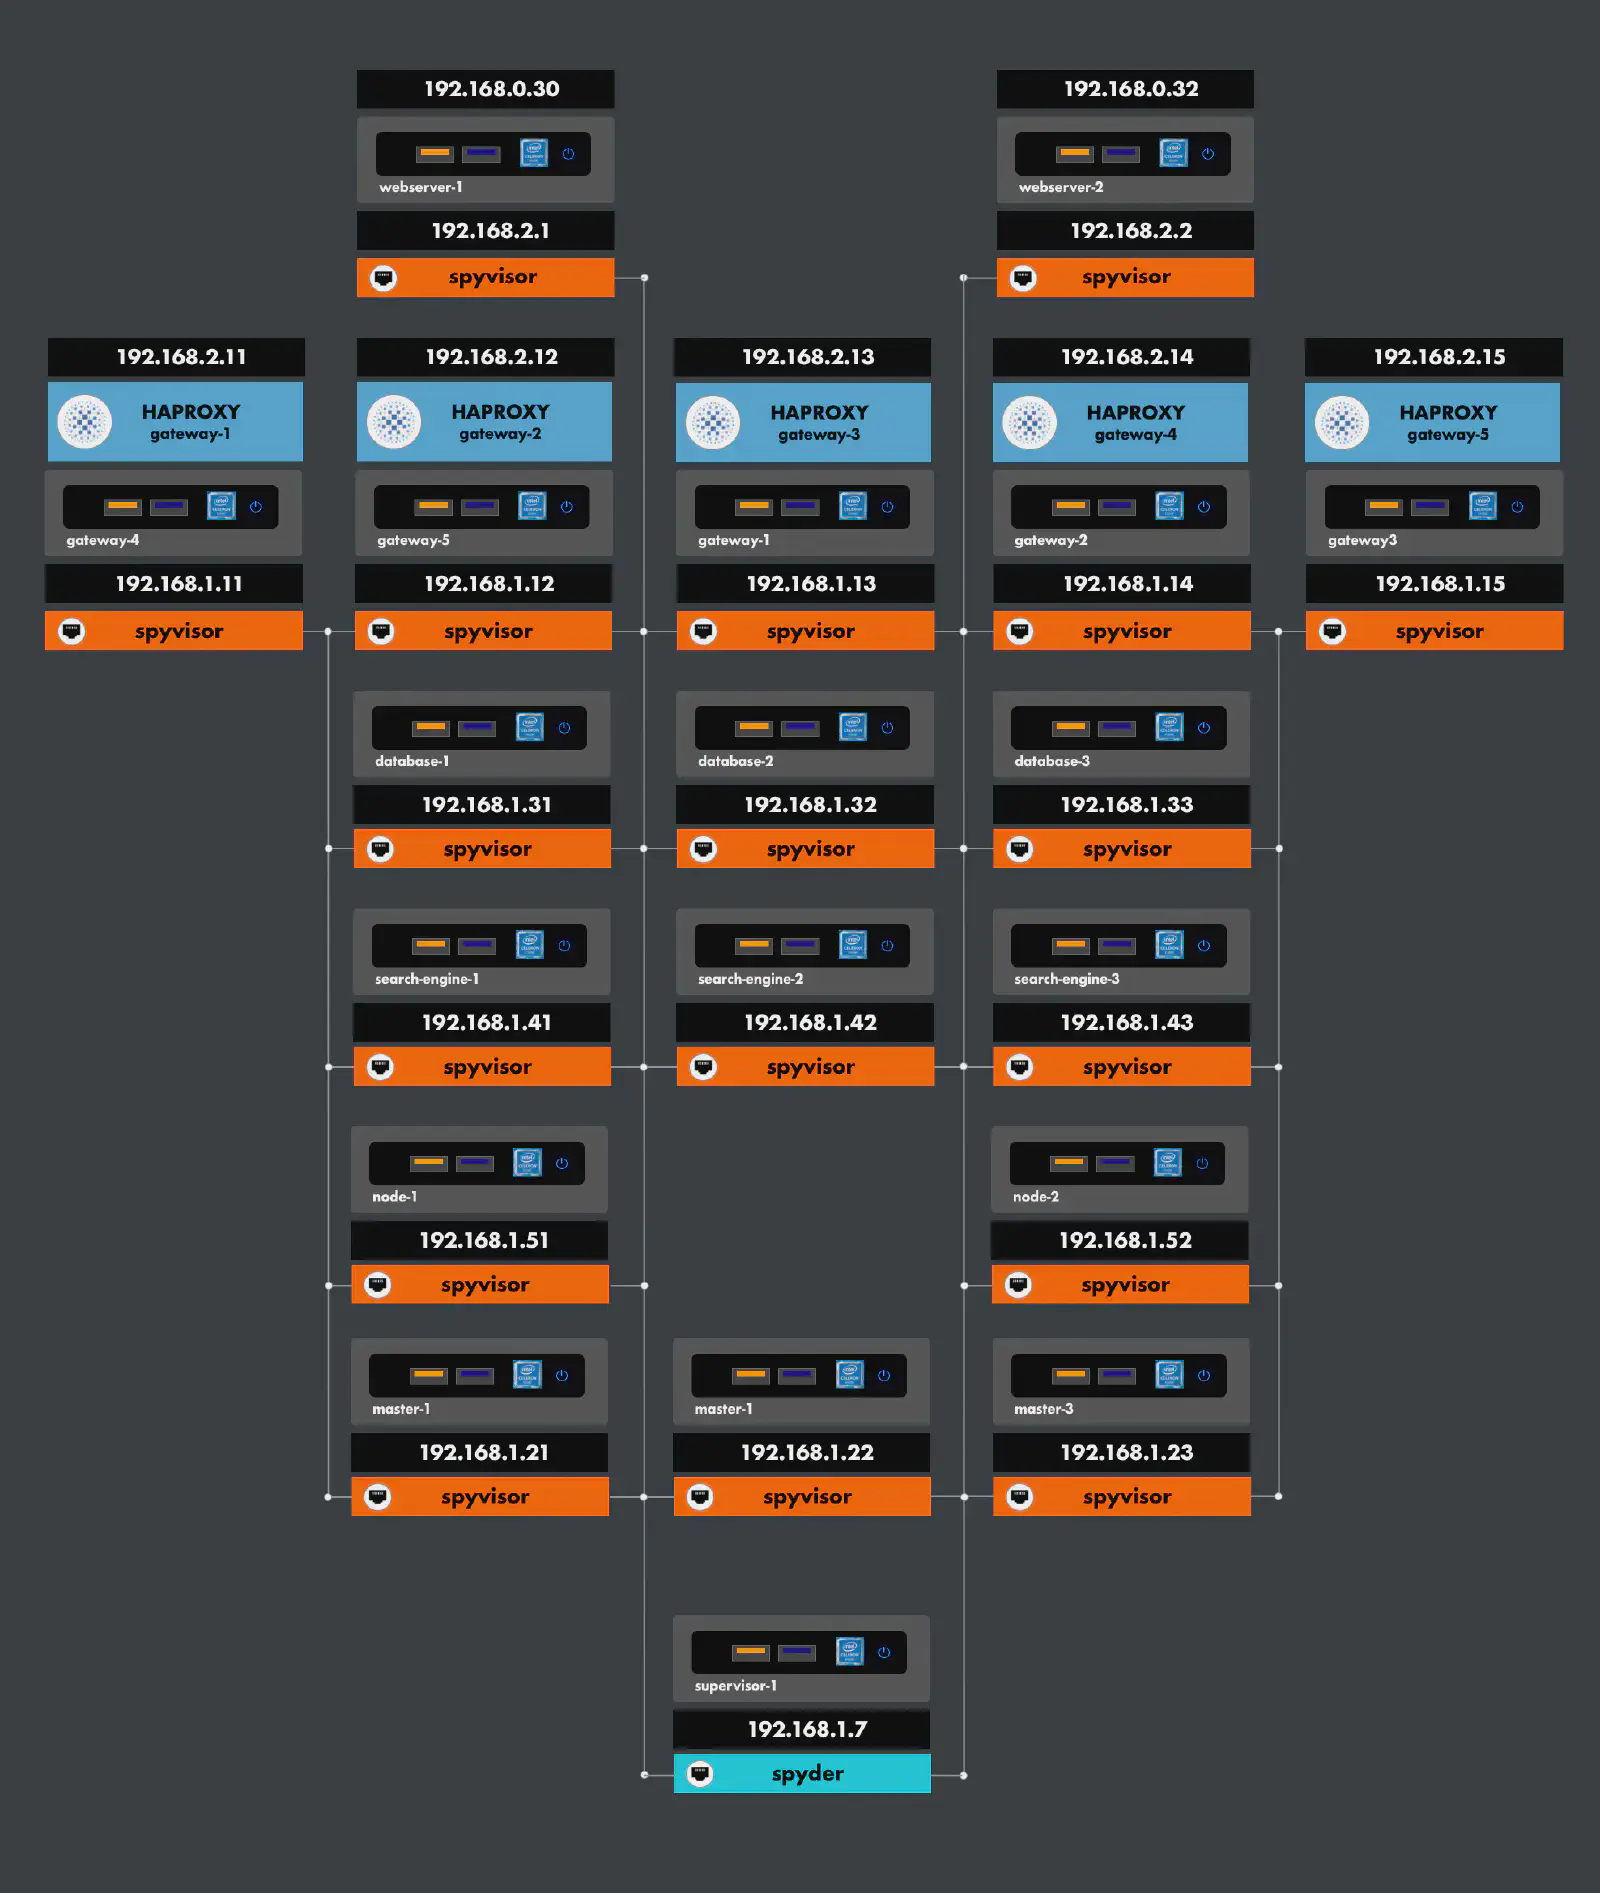 192.168.0.30
192.168.0.32
webserver-1
webserver-2
192.168.2.1
192.168.2.2
spyvisor
spyvisor
192.168.2.11
192.168.2.12
192.168.2.13
192.168.2.14
192.168.2.15
HAPROXY
gateway-1
HAPROXY
gateway-2
HAPROXY
gateway-3
HAPROXY
gateway-4
HAPROXY
gateway-5
gateway-4
gateway-5
gateway-1
gateway-2
gateway3
192.168.1.11
192.168.1.12
192.168.1.13
192.168.1.14
192.168.1.15
spyvisor
spyvisor
spyvisor
spyvisor
spyvisor
database-1
database-2
database-3
192.168.1.31
192.168.1.32
192.168.1.33
spyvisor
spyvisor
spyvisor
search-engine-1
search-engine-2
search-engine-3
192.168.1.41
192.168.1.42
192.168.1.43
spyvisor
spyvisor
spyvisor
node-1
node-2
192.168.1.51
192.168.1.52
spyvisor
spyvisor
master-1
master-1
master-3
192.168.1.21
192.168.1.22
192.168.1.23
spyvisor
spyvisor
spyvisor
supervisor-1
192.168.1.7
spyder